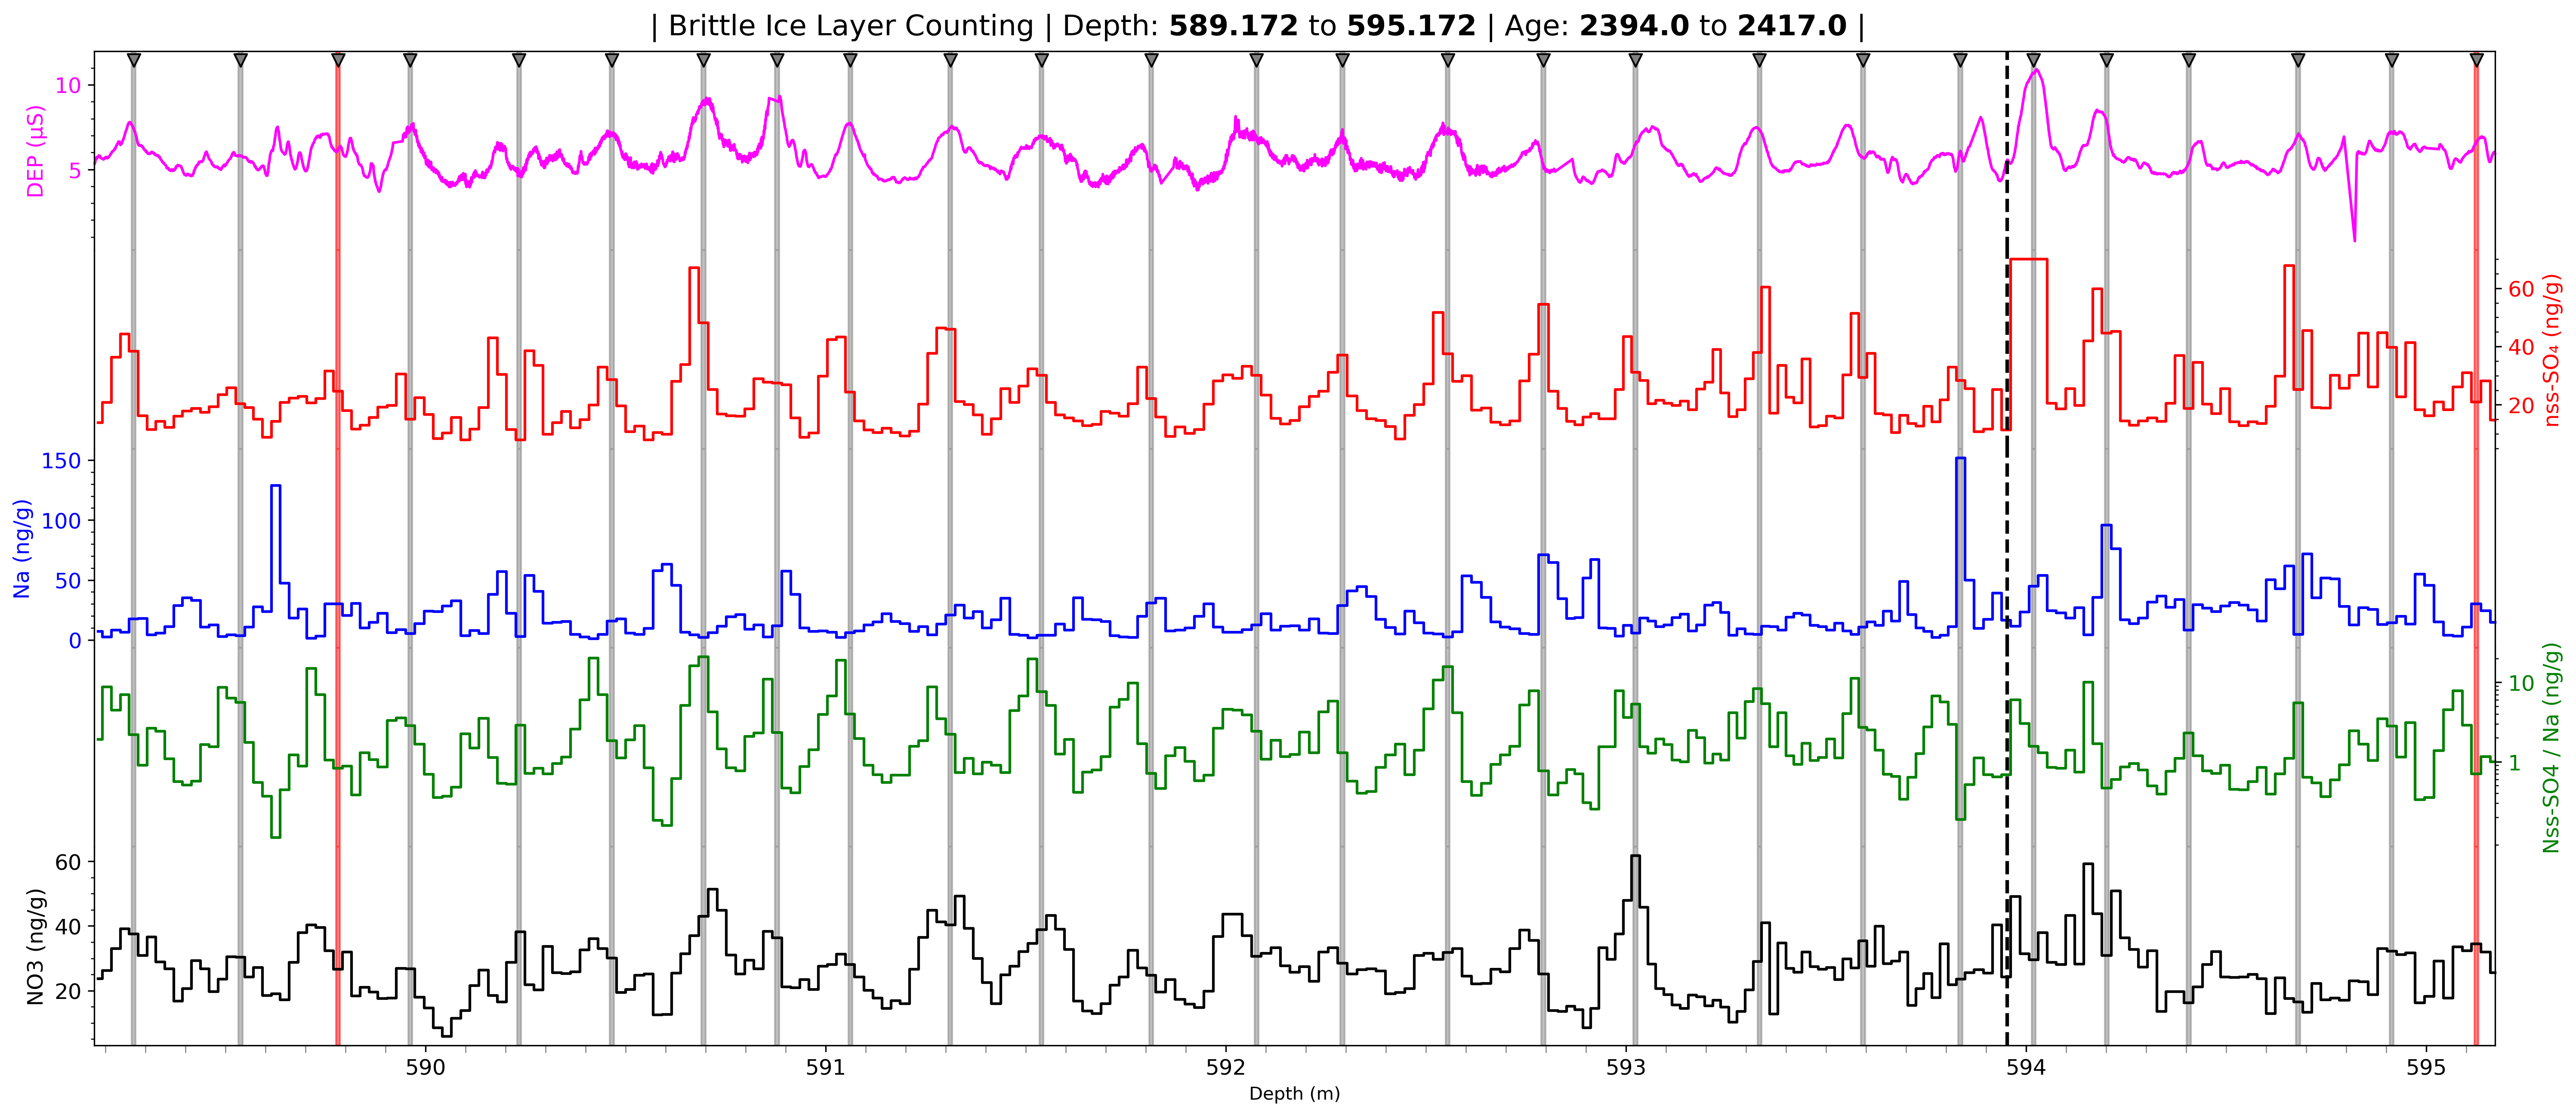 | Brittle Ice Layer Counting | Depth: 589.172 to 595.172 | Age: 2394.0 to 2417.0 |
10
5
DEP (µS)
60
40
20
nss-SO₄ (ng/g)
150
100
50
0
Na (ng/g)
10
1
Nss-SO4 / Na (ng/g)
60
40
20
NO3 (ng/g)
590 591 592 593 594 595
Depth (m)